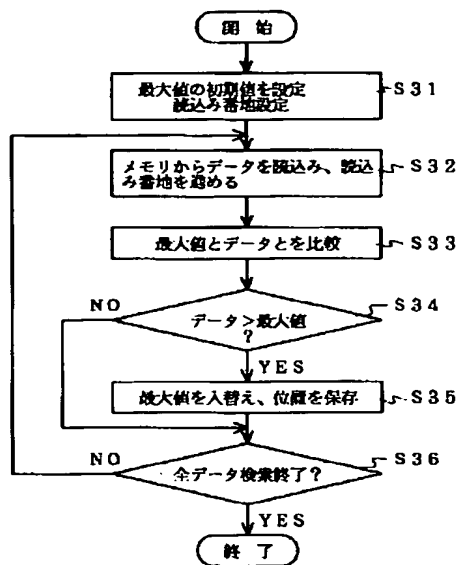 開 始
最大値の初期値を設定
読込み番地設定
S31
メモリからデータを読込み、読込
み番地を進める
S32
最大値とデータとを比較
S33
NO
データ>最大値
?
S34
YES
最大値を入替え、位置を保存
S35
NO
全データ検索終了?
S36
YES
終 了